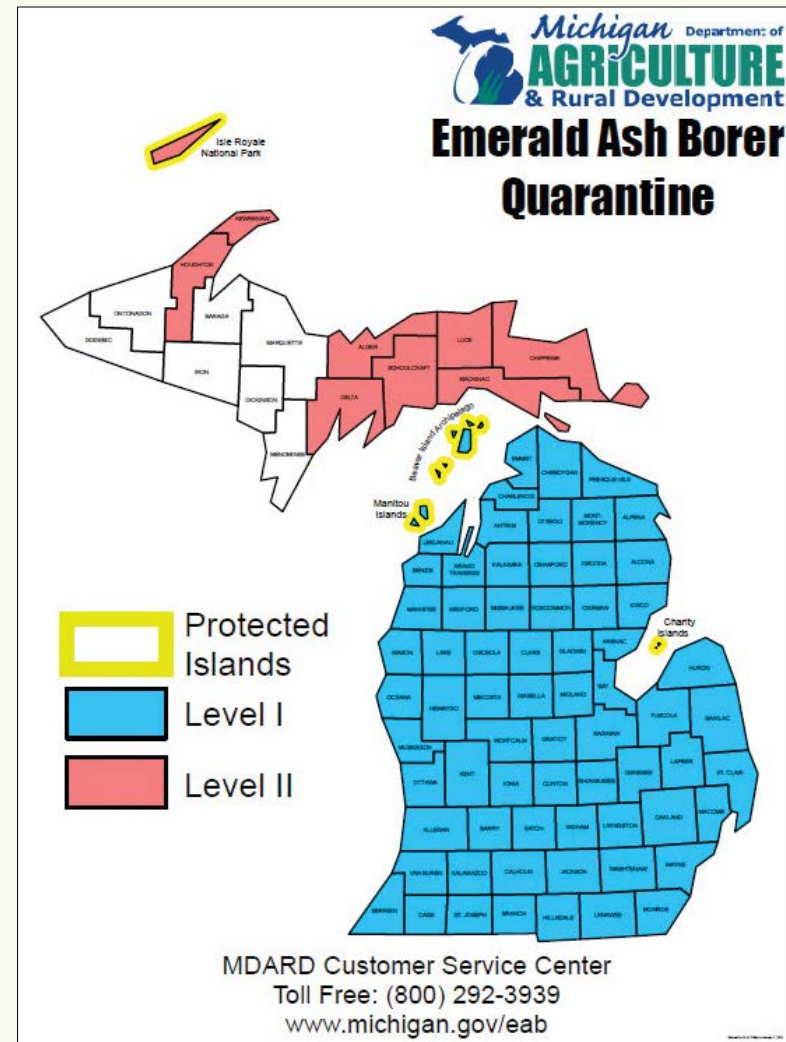 Michigan Department of
AGRICULTURE
& Rural Development
Emerald Ash Borer
Quarantine
Isle Royale
National Park
KEWEENAW
HOUGHTON
ONTONAGON
BARAGA
GOGEBIC
MARQUETTE
IRON
ALGER
LUCE
CHIPPEWA
SCHOOLCRAFT
MACKINAC
DICKINSON
DELTA
MENOMINEE
Beaver Island Archipelago
EMMET
CHEBOYGAN
PRESQUE ISLE
CHARLEVOIX
Manitou
Islands
ANTRIM
OTSEGO
MONT-
MORENCY
ALPENA
LEELANAU
BENZIE
GRAND
TRAVERSE
KALKASKA
CRAWFORD
OSCODA
ALCONA
MANISTEE
WEXFORD
MISSAUKEE
ROSCOMMON
OGEMAW
IOSCO
Charity
Islands
ARENAC
MASON
LAKE
OSCEOLA
CLARE
GLADWIN
HURON
OCEANA
NEWAYGO
MECOSTA
ISABELLA
MIDLAND
BAY
TUSCOLA
SANILAC
MUSKEGON
MONTCALM
GRATIOT
SAGINAW
OTTAWA
KENT
IONIA
CLINTON
SHIAWASSEE
GENESEE
LAPEER
ST. CLAIR
ALLEGAN
BARRY
EATON
INGHAM
LIVINGSTON
OAKLAND
MACOMB
VAN BUREN
KALAMAZOO
CALHOUN
JACKSON
WASHTENAW
WAYNE
BERRIEN
CASS
ST. JOSEPH
BRANCH
HILLSDALE
LENAWEE
MONROE
Protected
Islands
Level I
Level II
MDARD Customer Service Center
Toll Free: (800) 292-3939
www.michigan.gov/eab